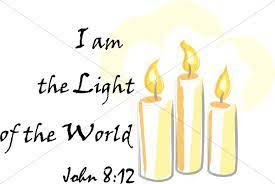 I am
the Light
of the World
John 8:12